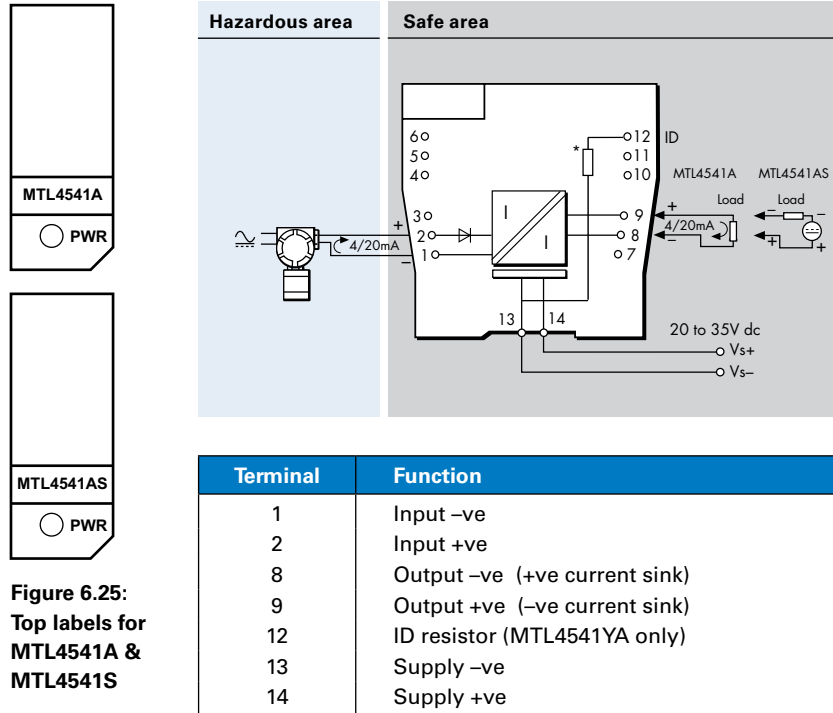 MTL4541A
PWR
MTL4541AS
PWR
Figure 6.25:
Top labels for
MTL4541A &
MTL4541S
Hazardous area
Safe area
6
5
4
3
2
1
+
–
4/20mA
I
I
*
12
11
10
9
8
7
ID
MTL4541A
MTL4541AS
Load
Load
+
4/20mA
–
–
–
+
+
13
14
20 to 35V dc
Vs+
Vs–
Terminal Function
1 Input –ve
2 Input +ve
8 Output –ve (+ve current sink)
9 Output +ve (–ve current sink)
12 ID resistor (MTL4541YA only)
13 Supply –ve
14 Supply +ve